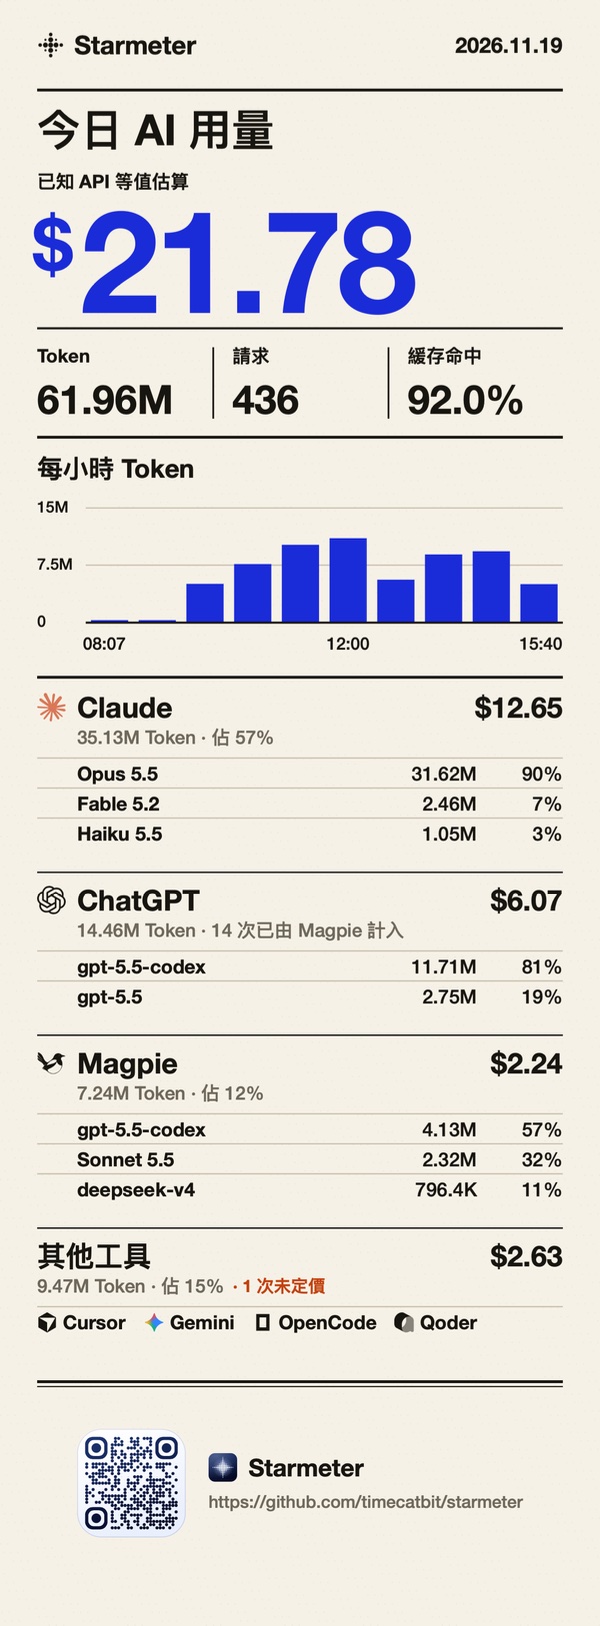 Starmeter 2026.11.19
今日 AI 用量
已知 API 等值估算
$21.78
Token 請求 緩存命中
61.96M 436 92.0%
每小時 Token
15M
7.5M
0
08:07 12:00 15:40
Claude $12.65
35.13M Token · 佔 57%
Opus 5.5 31.62M 90%
Fable 5.2 2.46M 7%
Haiku 5.5 1.05M 3%
ChatGPT $6.07
14.46M Token · 14 次已由 Magpie 計入
gpt-5.5-codex 11.71M 81%
gpt-5.5 2.75M 19%
Magpie $2.24
7.24M Token · 佔 12%
gpt-5.5-codex 4.13M 57%
Sonnet 5.5 2.32M 32%
deepseek-v4 796.4K 11%
其他工具 $2.63
9.47M Token · 佔 15% · 1 次未定價
Cursor Gemini OpenCode Qoder
Starmeter
https://github.com/timecatbit/starmeter